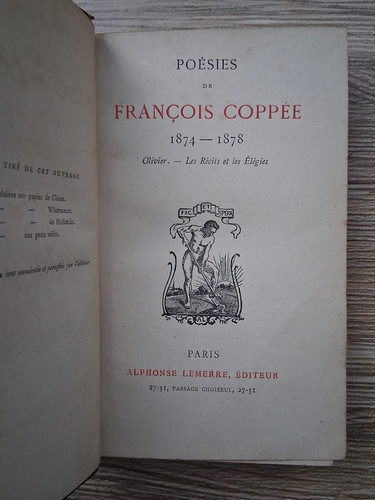 TIRÉ DE CET OUVRAGE
sur papier de Chine.
— Whatmann.
— de Hollande.
sur peau vélin.
sont numérotés et paraphés par l'éditeur.
POÉSIES
DE
FRANÇOIS COPPÉE
1874 — 1878
Olivier. — Les Récits et les Élégies
FAC ET SPERA
AL
PARIS
ALPHONSE LEMERRE, ÉDITEUR
27-31, PASSAGE CHOISEUL, 27-31